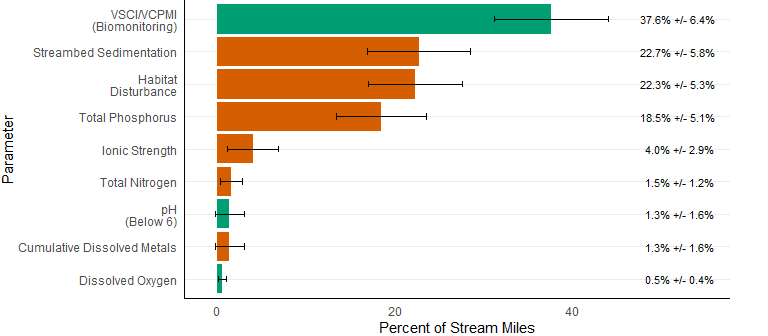 VSCI/VCPMI
(Biomonitoring)
37.6% +/- 6.4%
Streambed Sedimentation
22.7% +/- 5.8%
Habitat
Disturbance
22.3% +/- 5.3%
Total Phosphorus
18.5% +/- 5.1%
Ionic Strength
4.0% +/- 2.9%
Total Nitrogen
1.5% +/- 1.2%
pH
(Below 6)
1.3% +/- 1.6%
Cumulative Dissolved Metals
1.3% +/- 1.6%
Dissolved Oxygen
0.5% +/- 0.4%
Parameter
0 20 40
Percent of Stream Miles